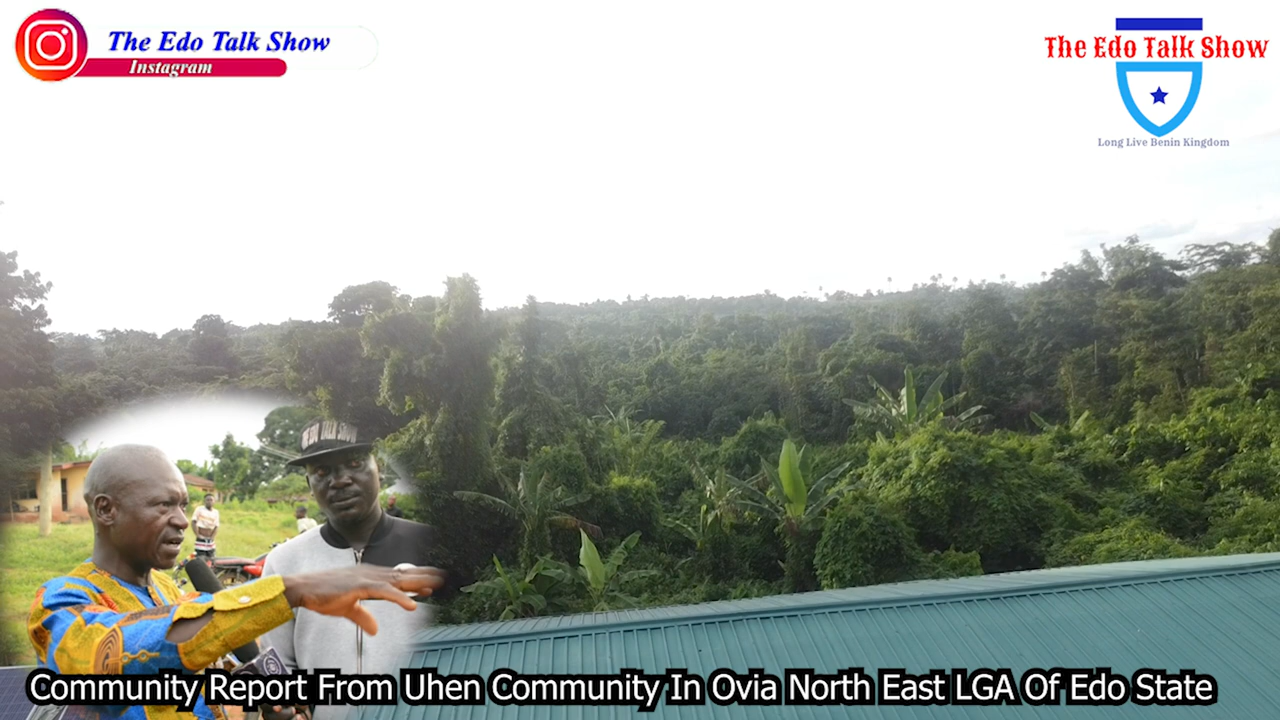 The Edo Talk Show
Instagram
The Edo Talk Show
Long Live Benin Kingdom
Community Report From Uhen Community In Ovia North East LGA Of Edo State